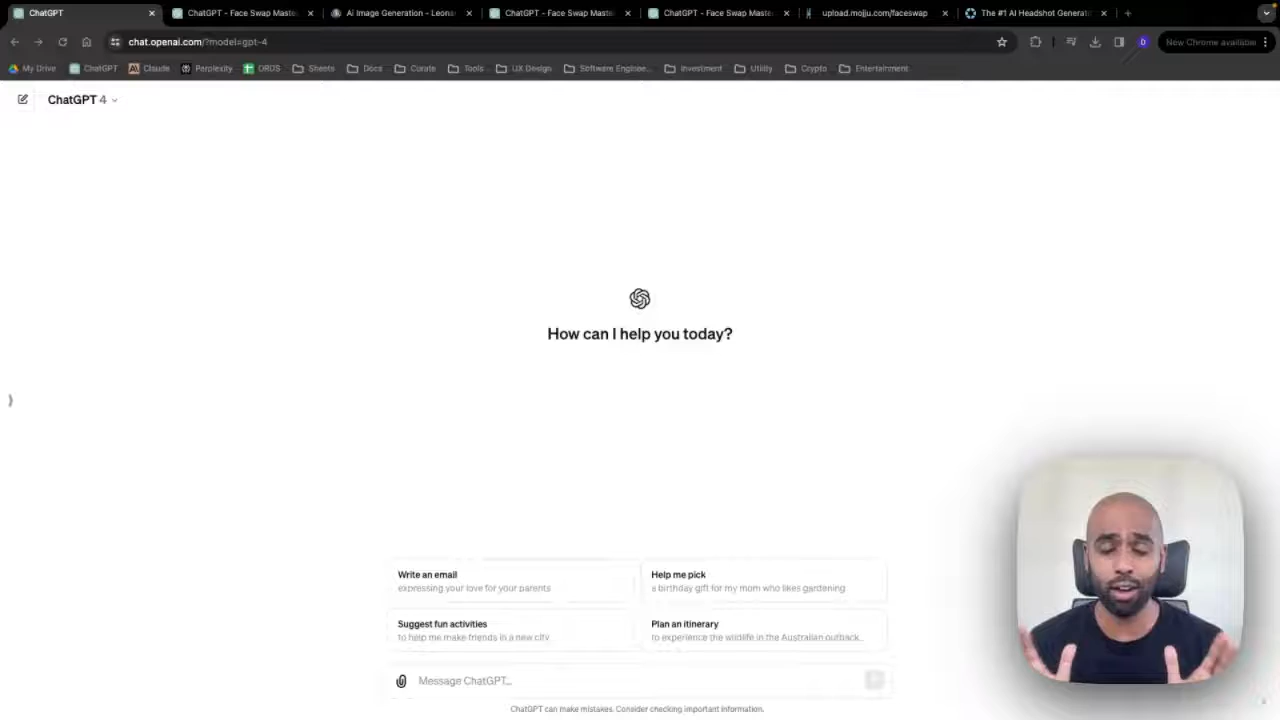 ChatGPT
ChatGPT - Face Swap Maste
AI Image Generation - Leona
ChatGPT - Face Swap Maste
ChatGPT - Face Swap Maste
upload.mojju.com/faceswap
The #1 AI Headshot Generat
chat.openai.com/?model=gpt-4
New Chrome available
My Drive
ChatGPT
Claude
Perplexity
ORDS
Sheets
Docs
Curate
Tools
UX Design
Software Enginee...
Investment
Utility
Crypto
Entertainment
ChatGPT 4
How can I help you today?
Write an email
expressing your love for your parents
Help me pick
a birthday gift for my mom who likes gardening
Suggest fun activities
to help me make friends in a new city
Plan an itinerary
to experience the wildlife in the Australian outback...
Message ChatGPT...
ChatGPT can make mistakes. Consider checking important information.